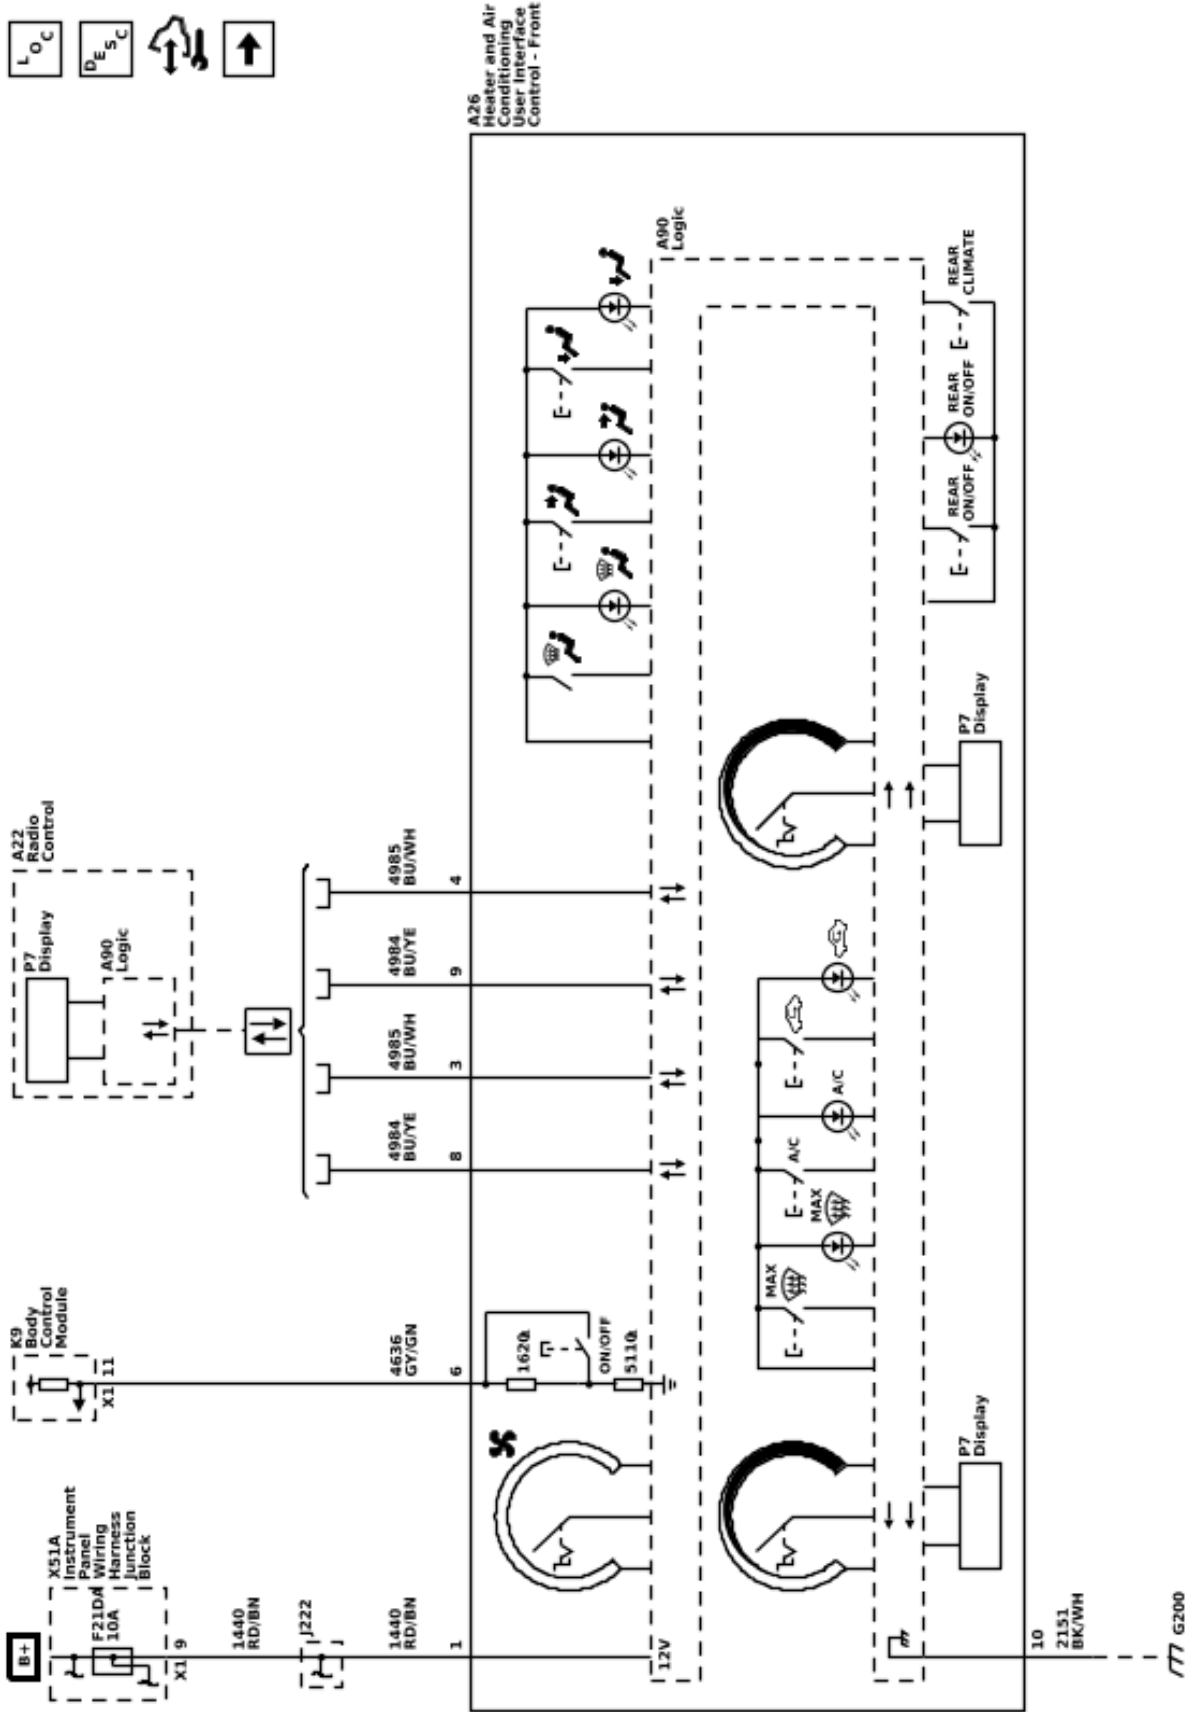 B+
X51A
Instrument
Panel
Wiring
Harness
Junction
Block
F21DA
10A
X1 9
1440
RD/BN
J222
1440
RD/BN
1
K9
Body
Control
Module
X1 11
4636
GY/GN
6
A22
Radio
Control
P7
Display
A90
Logic
4984
BU/YE
8
4985
BU/WH
3
4984
BU/YE
9
4985
BU/WH
4
L O C
D E S C
A26
Heater and Air
Conditioning
User Interface
Control - Front
1620Ω
ON/OFF
5110Ω
12V
A90
Logic
MAX
MAX
A/C
A/C
P7
Display
P7
Display
REAR
ON/OFF
REAR
ON/OFF
REAR
CLIMATE
10
2151
BK/WH
G200